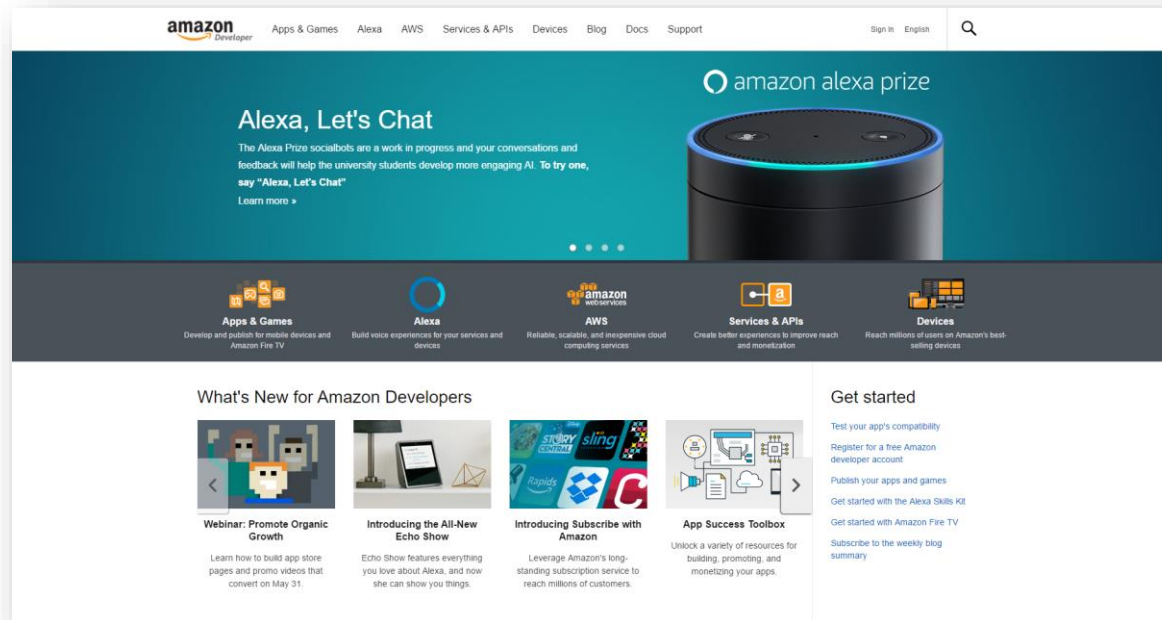 amazon
Developer
Apps & Games
Alexa
AWS
Services & APIs
Devices
Blog
Docs
Support
Sign In
English
amazon alexa prize
Alexa, Let's Chat
The Alexa Prize socialbots are a work in progress and your conversations and
feedback will help the university students develop more engaging AI. To try one,
say “Alexa, Let's Chat”
Learn more »
Apps & Games
Develop and publish for mobile devices and
Amazon Fire TV
Alexa
Build voice experiences for your services and
devices
amazon
webservices
AWS
Reliable, scalable, and inexpensive cloud
computing services
a
Services & APIs
Create better experiences to improve reach
and monetization
Devices
Reach millions of users on Amazon's best-
selling devices
What's New for Amazon Developers
Webinar: Promote Organic
Growth
Learn how to build app store
pages and promo videos that
convert on May 31.
Introducing the All-New
Echo Show
Echo Show features everything
you love about Alexa, and now
she can show you things.
STORY
CENTRAL
sling
Rapids
C
Introducing Subscribe with
Amazon
Leverage Amazon's long-
standing subscription service to
reach millions of customers.
App Success Toolbox
Unlock a variety of resources for
building, promoting, and
monetizing your apps.
Get started
Test your app's compatibility
Register for a free Amazon
developer account
Publish your apps and games
Get started with the Alexa Skills Kit
Get started with Amazon Fire TV
Subscribe to the weekly blog
summary